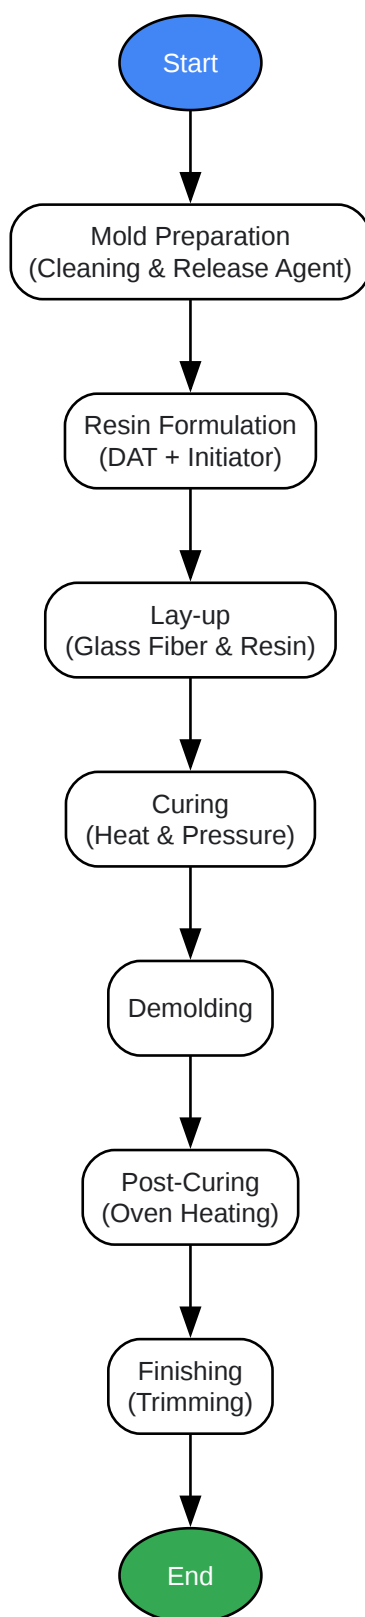 Start
Mold Preparation
(Cleaning & Release Agent)
Resin Formulation
(DAT + Initiator)
Lay-up
(Glass Fiber & Resin)
Curing
(Heat & Pressure)
Demolding
Post-Curing
(Oven Heating)
Finishing
(Trimming)
End